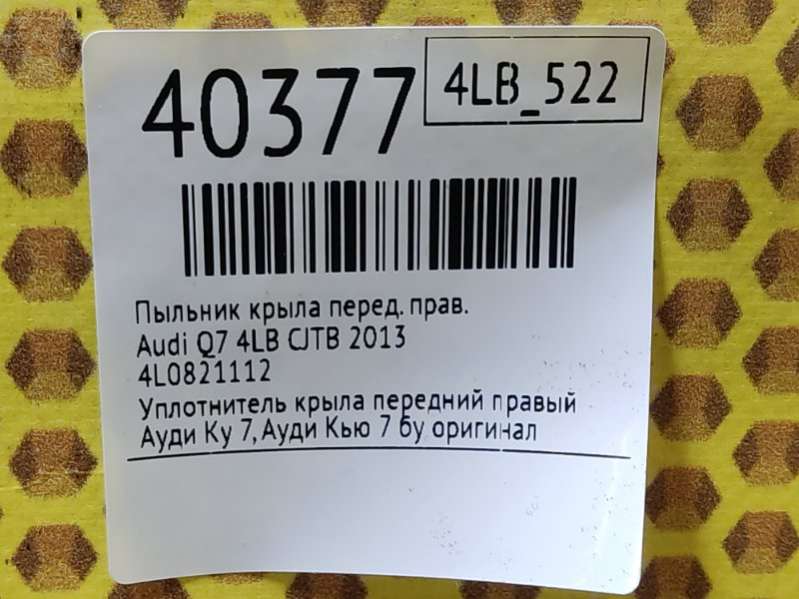 40377
4LB_522
Пыльник крыла перед. прав.
Audi Q7 4LB CJTB 2013
4L0821112
Уплотнитель крыла передний правый
Ауди Ку 7, Ауди Кью 7 бу оригинал